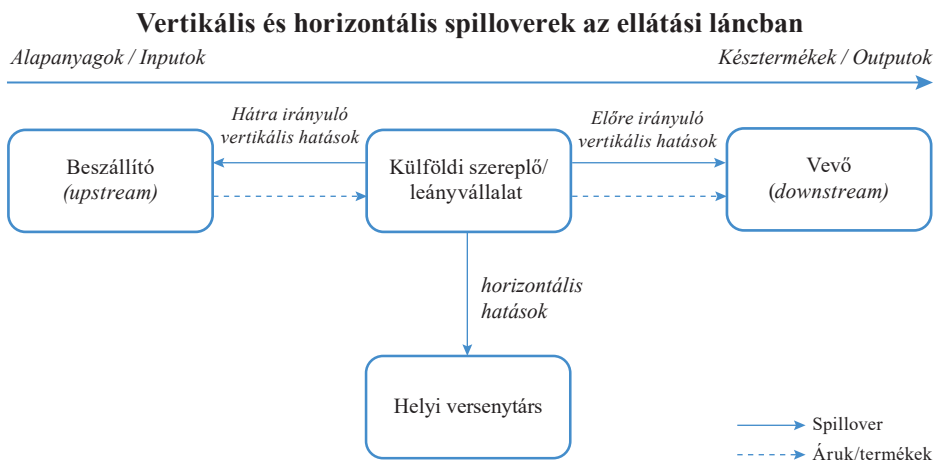 Vertikális és horizontális spilloverek az ellátási láncban
Alapanyagok / Inputok
Késztermékek / Outputok
Hátra irányuló
vertikális hatások
Előre irányuló
vertikális hatások
Beszállító
(upstream)
Külföldi szereplő/
leányvállalat
Vevő
(downstream)
horizontális
hatások
Helyi versenytárs
Spillover
Áruk/termékek